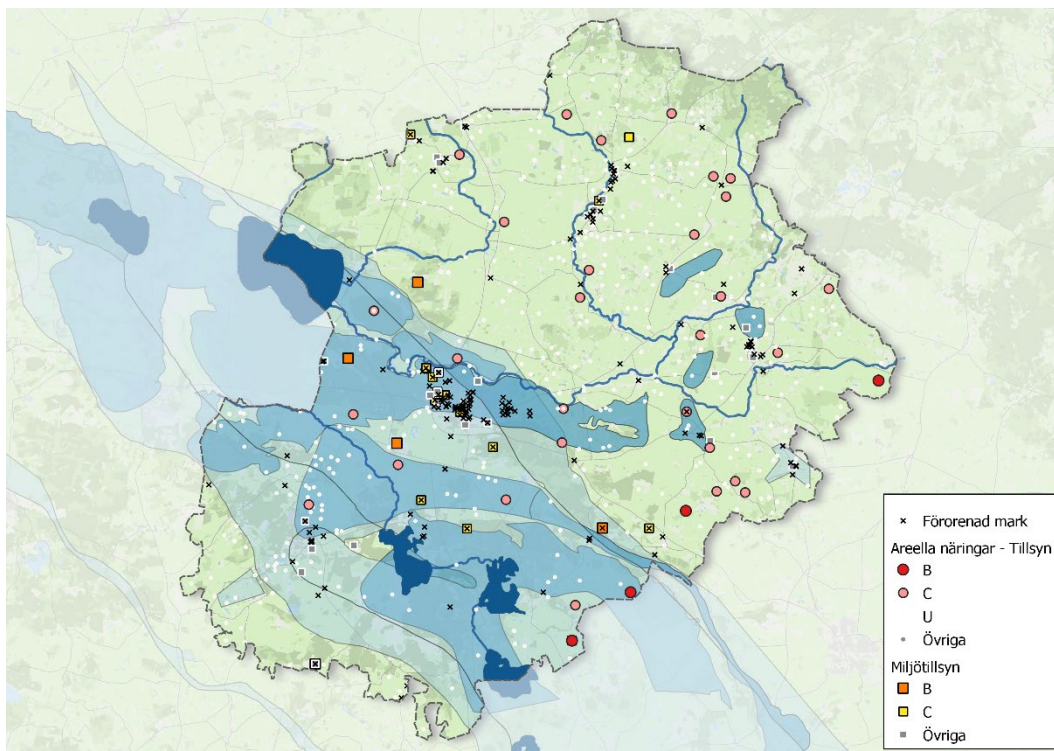 Förorenad mark
Areella näringar - Tillsyn
B
C
U
Övriga
Miljötillsyn
B
C
Övriga